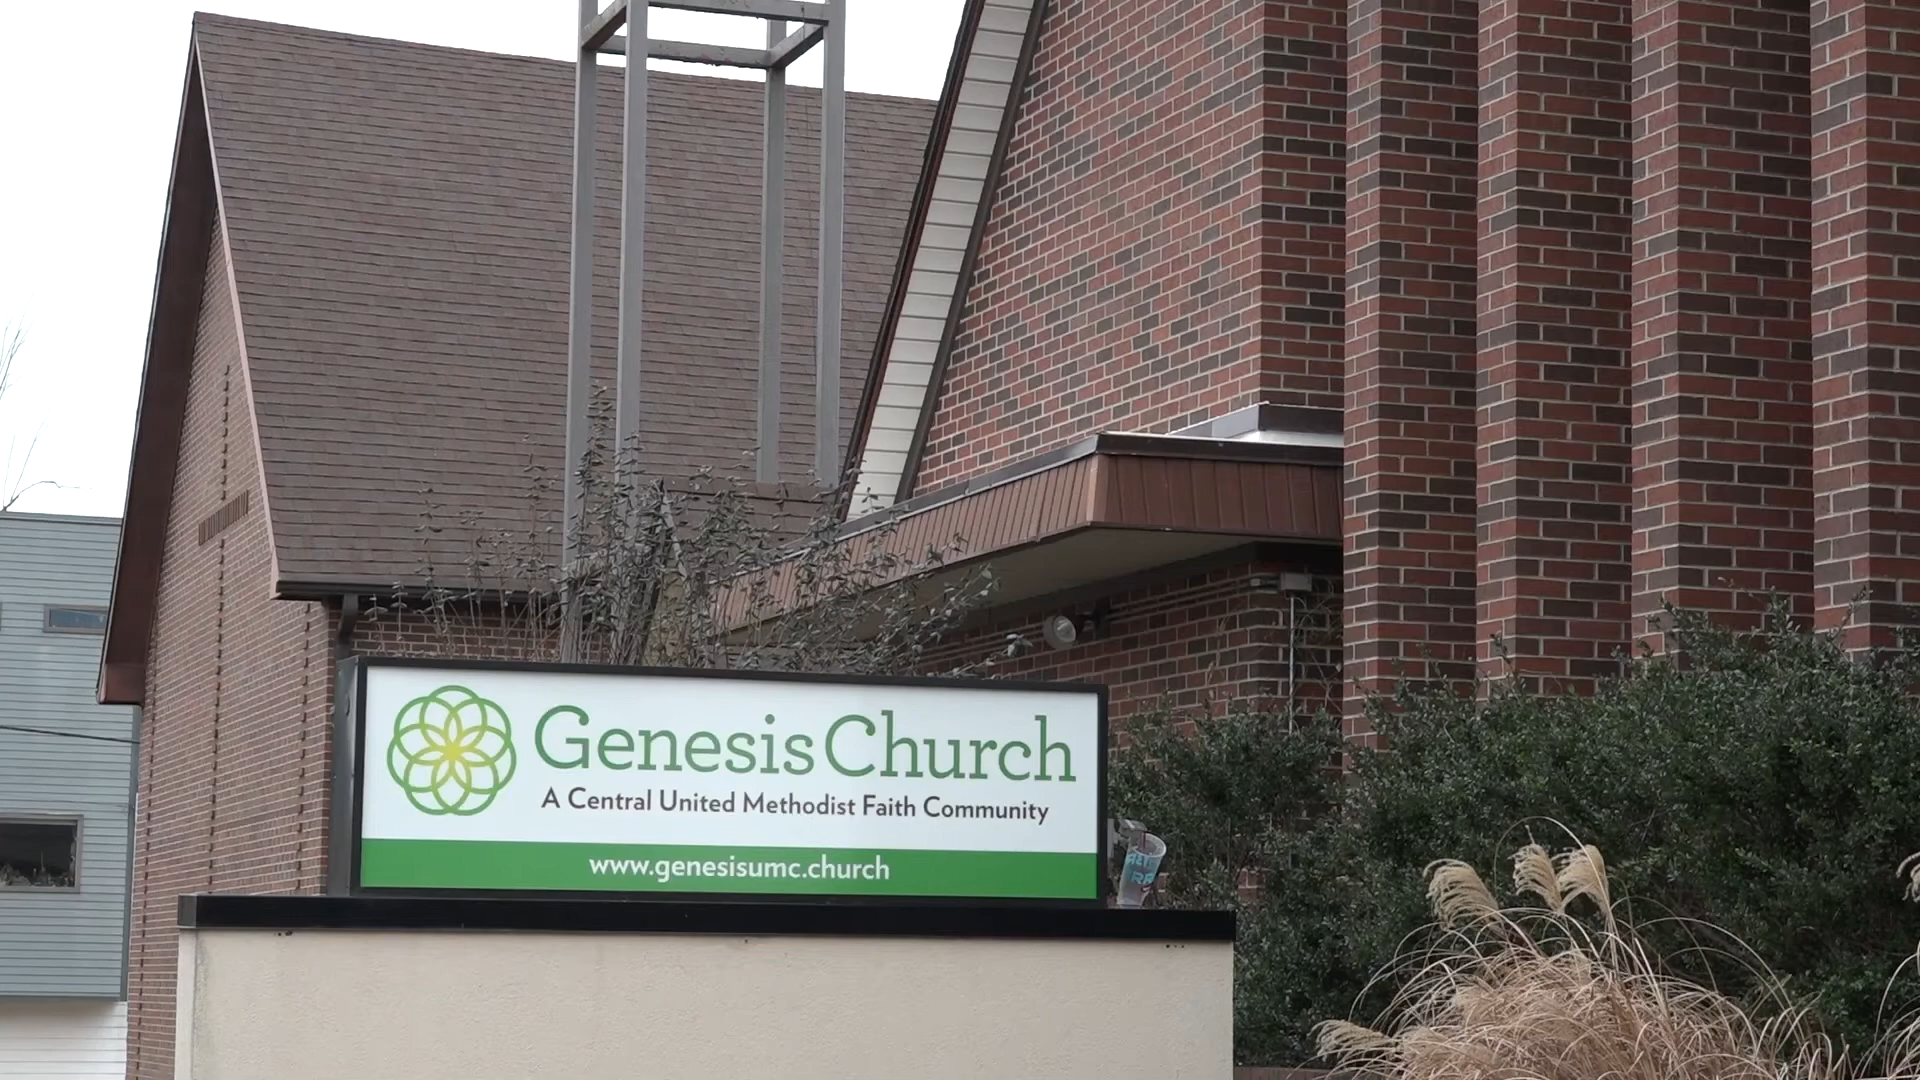 Genesis Church
A Central United Methodist Faith Community
www.genesisumc.church